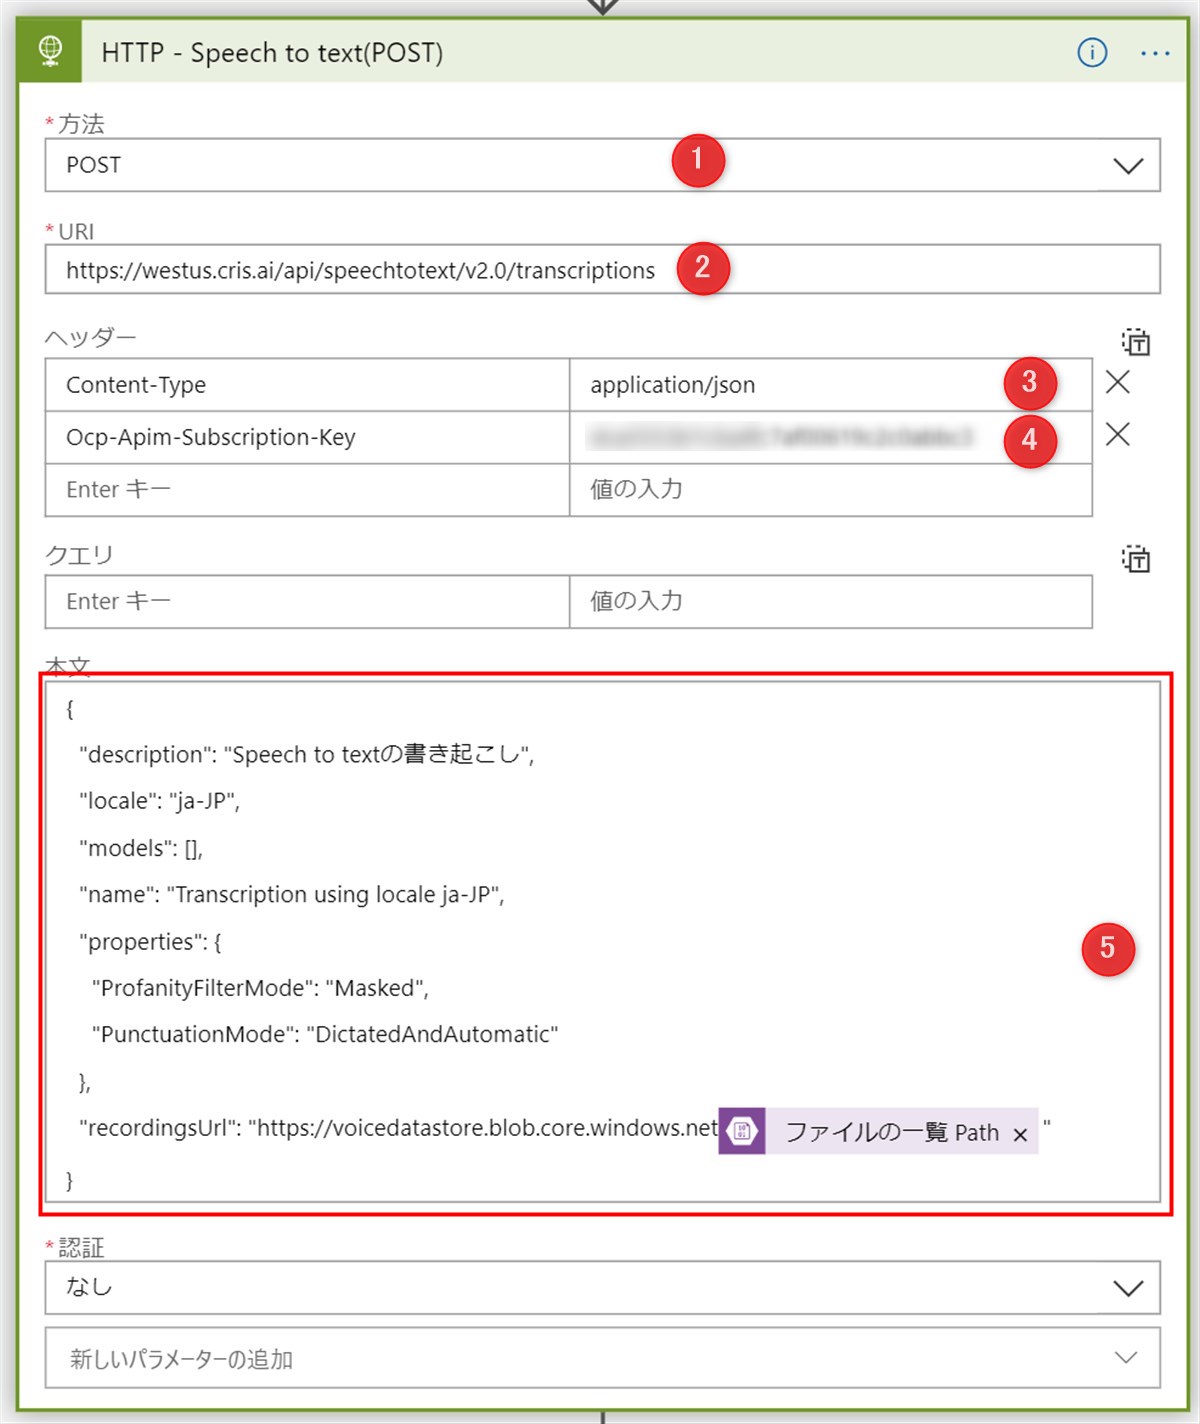 HTTP - Speech to text(POST)
* 方法
POST
1
* URI
https://westus.cris.ai/api/speechtotext/v2.0/transcriptions
2
ヘッダー
Content-Type application/json
3
Ocp-Apim-Subscription-Key
4
Enter キー 値の入力
クエリ
Enter キー 値の入力
本文
{
"description": "Speech to textの書き起こし",
"locale": "ja-JP",
"models": [],
"name": "Transcription using locale ja-JP",
"properties": {
"ProfanityFilterMode": "Masked",
"PunctuationMode": "DictatedAndAutomatic"
},
"recordingsUrl": "https://voicedatastore.blob.core.windows.net ファイルの一覧 Path × "
}
5
* 認証
なし
新しいパラメーターの追加